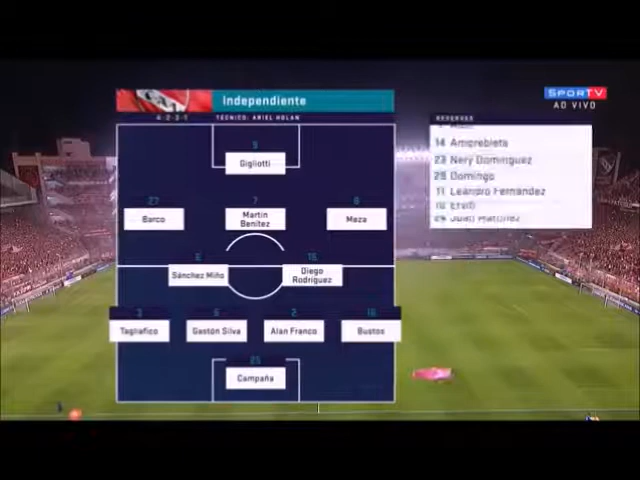 Independiente
4-2-3-1
TÉCNICO: ARIEL HOLAN
9
Gigliotti
27
7
8
Barco
Martín
Benítez
Meza
15
Sánchez Miño
Diego
Rodríguez
3
6
2
16
Tagliafico
Gastón Silva
Alan Franco
Bustos
25
Campaña
SPORTV
AO VIVO
RESERVES
14 Amorebieta
23 Nery Domínguez
Domingo
11 Leandro Fernández
Juan Martínez